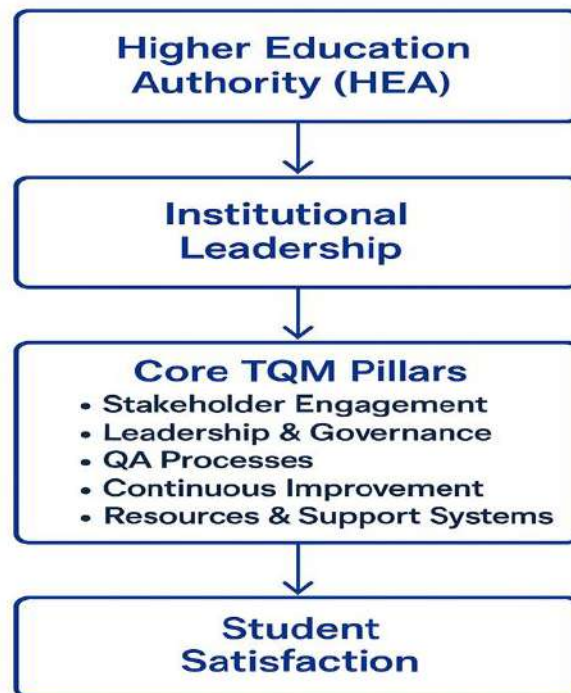 Higher Education
Authority (HEA)
Institutional
Leadership
Core TQM Pillars
• Stakeholder Engagement
• Leadership & Governance
• QA Processes
• Continuous Improvement
• Resources & Support Systems
Student
Satisfaction